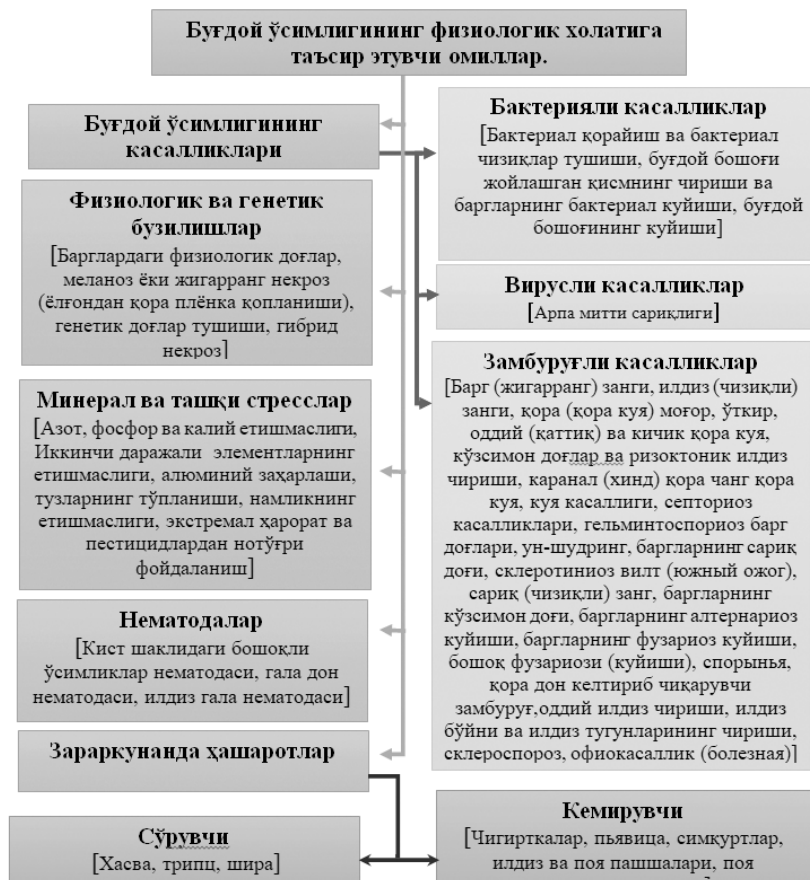 Буғдой ўсимлигининг физиологик холатига
таъсир этувчи омиллар.
Буғдой ўсимлигининг
касалликлари
Физиологик ва генетик
бузилишлар
[Барглардаги физиологик доғлар,
меланоз ёки жигарранг некроз
(ёлғондан қора плёнка қопланиши),
генетик доғлар тушиши, гибрид
некроз]
Минерал ва ташқи стресслар
[Азот, фосфор ва калий етишмаслиги,
Иккинчи даражали элементларнинг
етишмаслиги, алюминий заҳарлаши,
тузларнинг тўпланиши, намликнинг
етишмаслиги, экстремал ҳарорат ва
пестицидлардан нотўғри
фойдаланиш]
Нематодалар
[Кист шаклидаги бошоқли
ўсимликлар нематодаси, гала дон
нематодаси, илдиз гала нематодаси]
Зараркунанда ҳашаротлар
Бактерияли касалликлар
[Бактериал қорайиш ва бактериал
чизиқлар тушиши, буғдой бошоғи
жойлашган қисмнинг чириши ва
баргларнинг бактериал куйиши, буғдой
бошоғининг куйиши]
Вирусли касалликлар
[Арпа митти сариқлиги]
Замбуруғли касалликлар
[Барг (жигарранг) занги, илдиз (чизиқли)
занги, қора (қора куя) моғор, ўткир,
оддий (қаттиқ) ва кичик қора куя,
кўзсимон доғлар ва ризоктоник илдиз
чириши, каранал (хинд) қора чанг қора
куя, куя касаллиги, септориоз
касалликлари, гельминтоспориоз барг
доғлари, ун-шудринг, баргларнинг сариқ
доғи, склеротиниоз вилт (южный ожог),
сариқ (чизиқли) занг, баргларнинг
кўзсимон доғи, баргларнинг алтернариоз
куйиши, баргларнинг фузариоз куйиши,
бошоқ фузариози (куйиши), спорынья,
қора дон келтириб чиқарувчи
замбуруғ,оддий илдиз чириши, илдиз
бўйни ва илдиз тугунларининг чириши,
склероспороз, офиокасаллик (болезная)]
Сўрувчи
[Хасва, трипц, шира]
Кемирувчи
[Чигирткалар, пьявица, симқуртлар,
илдиз ва поя пашшалари, поя